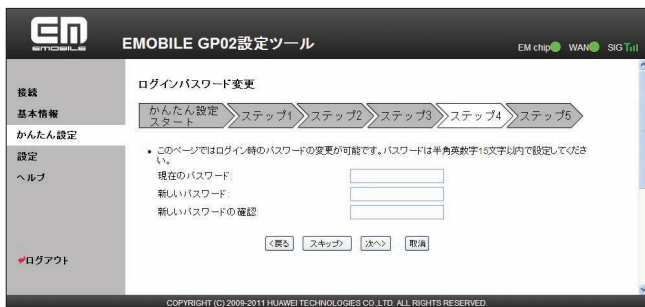 EM
EMOBILE
EMOBILE GP02設定ツール
EM chip WAN SIG
接続
基本情報
かんたん設定
設定
ヘルプ
ログアウト
ログインパスワード変更
かんたん設定スタート ステップ1 ステップ2 ステップ3 ステップ4 ステップ5
・このページではログイン時のパスワードの変更が可能です。パスワードは半角英数字15文字以内で設定してくださ
い。
現在のパスワード:
新しいパスワード:
新しいパスワードの確認:
<戻る スキップ> 次へ> 取消
COPYRIGHT (C) 2009-2011 HUAWEI TECHNOLOGIES CO.,LTD. ALL RIGHTS RESERVED.